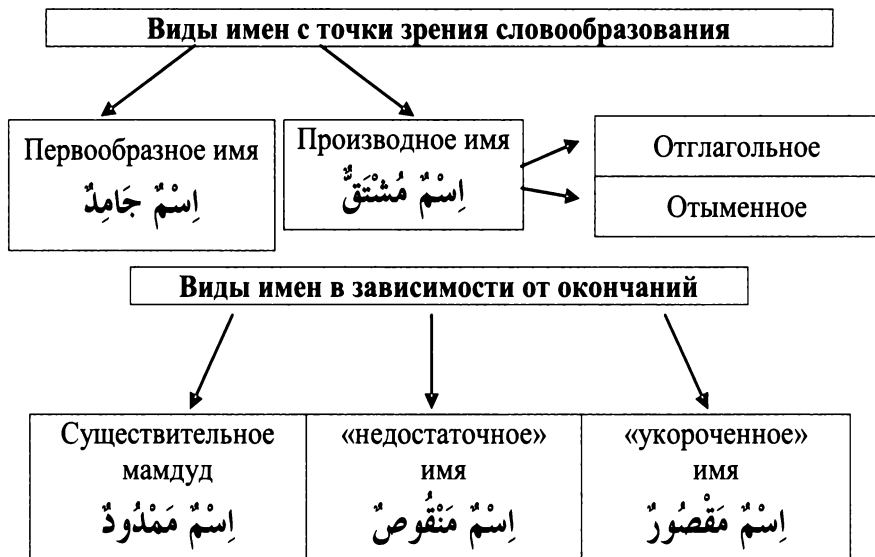 Виды имен с точки зрения словообразования
Первообразное имя
اِسْمٌ جَامِدٌ
Производное имя
اِسْمٌ مُشْتَقٌّ
Отглагольное
Отыменное
Виды имен в зависимости от окончаний
Существительное
мамдуд
اِسْمٌ مَمْدُودٌ
«недостаточное»
имя
اِسْمٌ مَنْقُوصٌ
«укороченное»
имя
اِسْمٌ مَقْصُورٌ